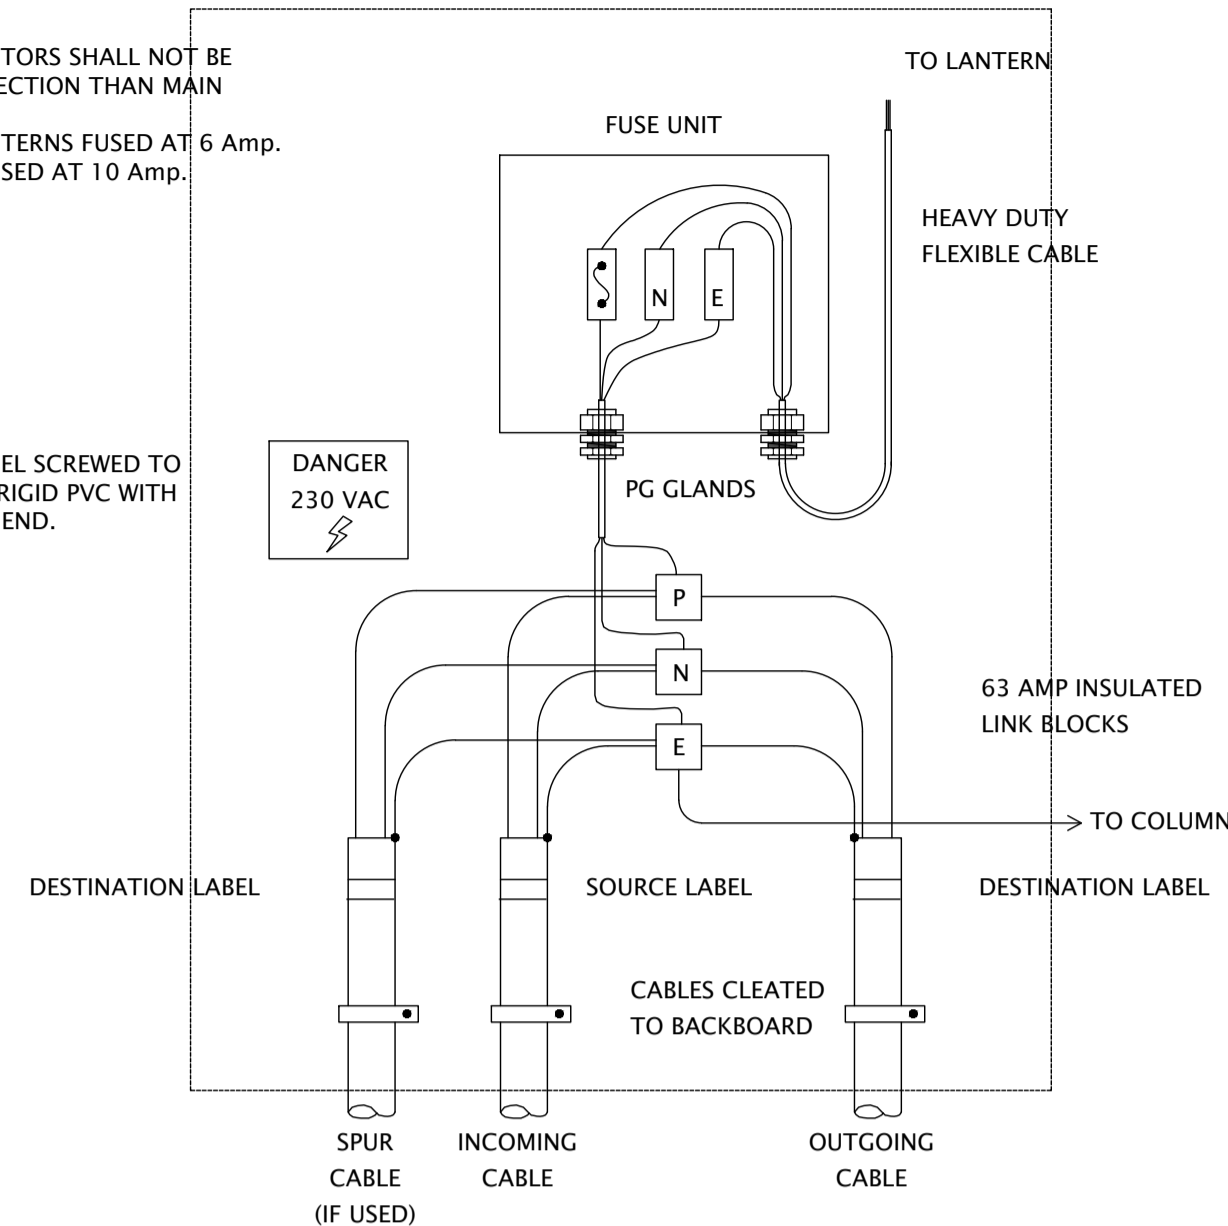 TORS SHALL NOT BE
ECTION THAN MAIN
TERNS FUSED AT 6 Amp.
SED AT 10 Amp.
TO LANTERN
FUSE UNIT
HEAVY DUTY
FLEXIBLE CABLE
N
E
EL SCREWED TO
RIGID PVC WITH
END.
DANGER
230 VAC
PG GLANDS
P
N
E
63 AMP INSULATED
LINK BLOCKS
TO COLUMN
DESTINATION LABEL
SOURCE LABEL
DESTINATION LABEL
CABLES CLEATED
TO BACKBOARD
SPUR
CABLE
(IF USED)
INCOMING
CABLE
OUTGOING
CABLE